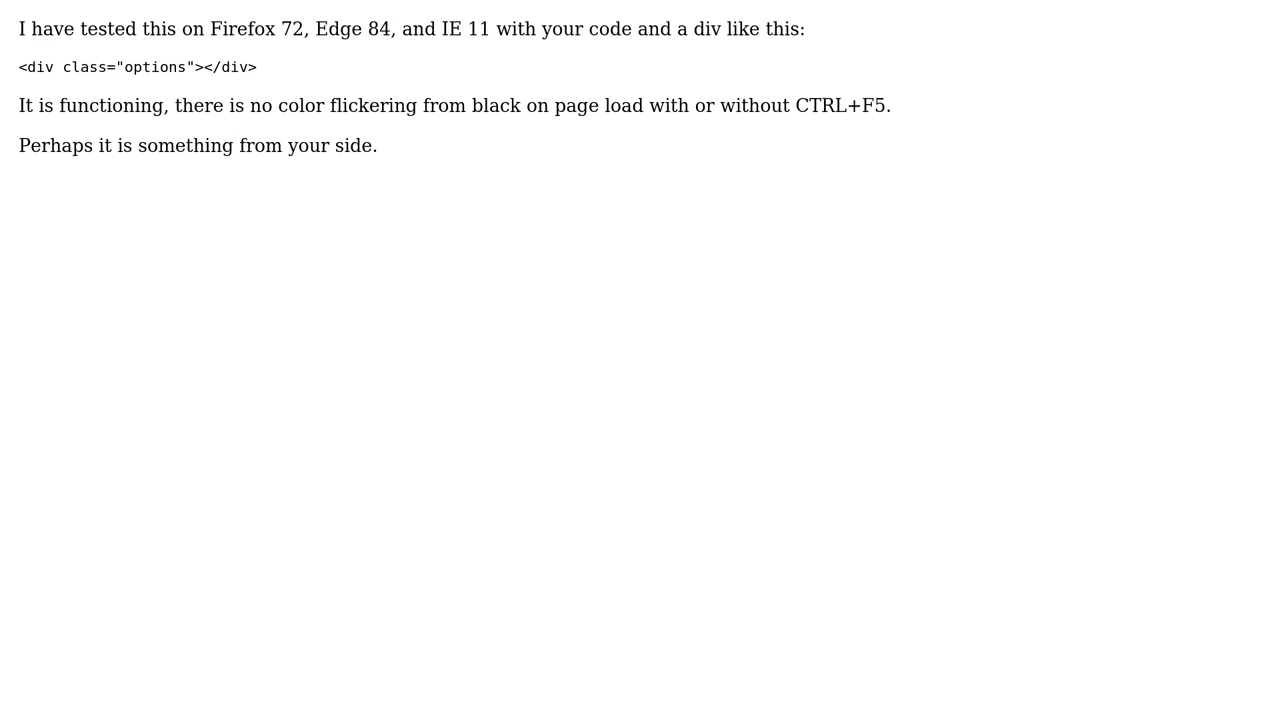 I have tested this on Firefox 72, Edge 84, and IE 11 with your code and a div like this:
<div class="options"></div>
It is functioning, there is no color flickering from black on page load with or without CTRL+F5.
Perhaps it is something from your side.